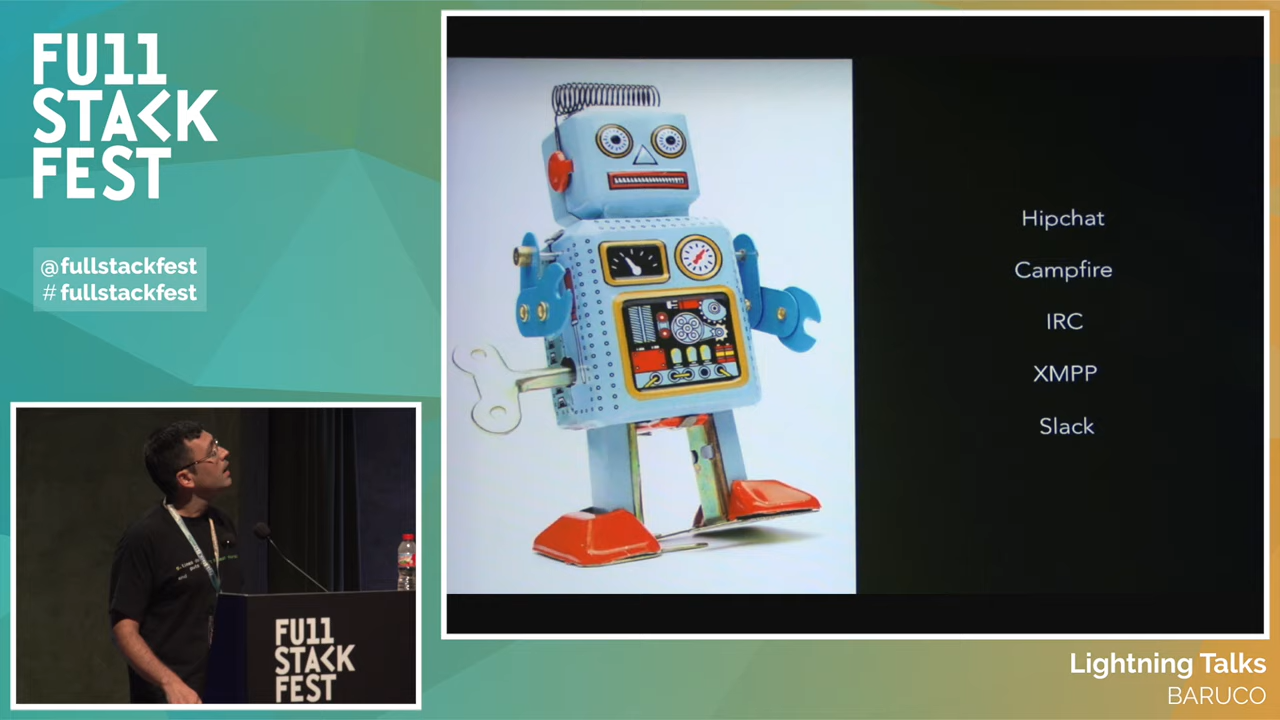 FU11
STACK
FEST
@fullstackfest
# fullstackfest
Hipchat
Campfire
IRC
XMPP
Slack
FU11
STACK
FEST
Lightning Talks
BARUCO